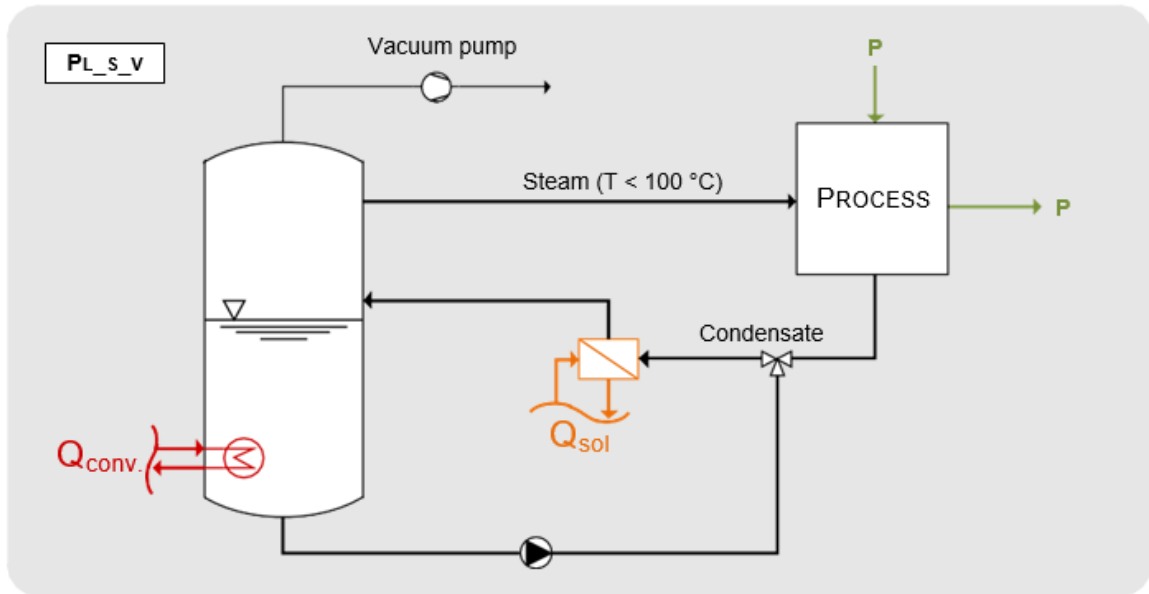 PL_S_V
Vacuum pump
P
Steam (T < 100 °C)
PROCESS
P
Condensate
Qsol
Qconv.